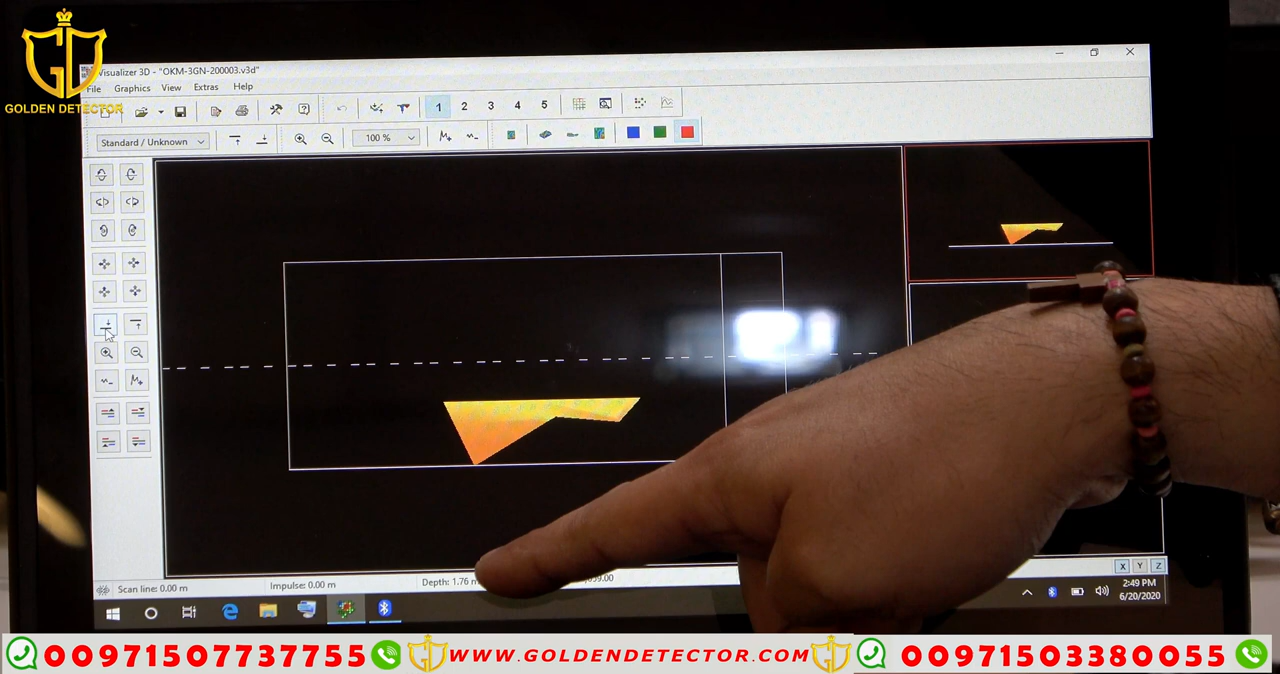 GD
GOLDEN DETECTOR
Visualizer 3D - "OKM-3GN-200003.v3d"
File Graphics View Extras Help
1 2 3 4 5
Standard / Unknown
100 %
Scan line: 0.00 m
Impulse: 0.00 m
Depth: 1.76 m
X Y Z
2:49 PM
6/20/2020
00971507737755
WWW.GOLDENDETECTOR.COM
00971503380055